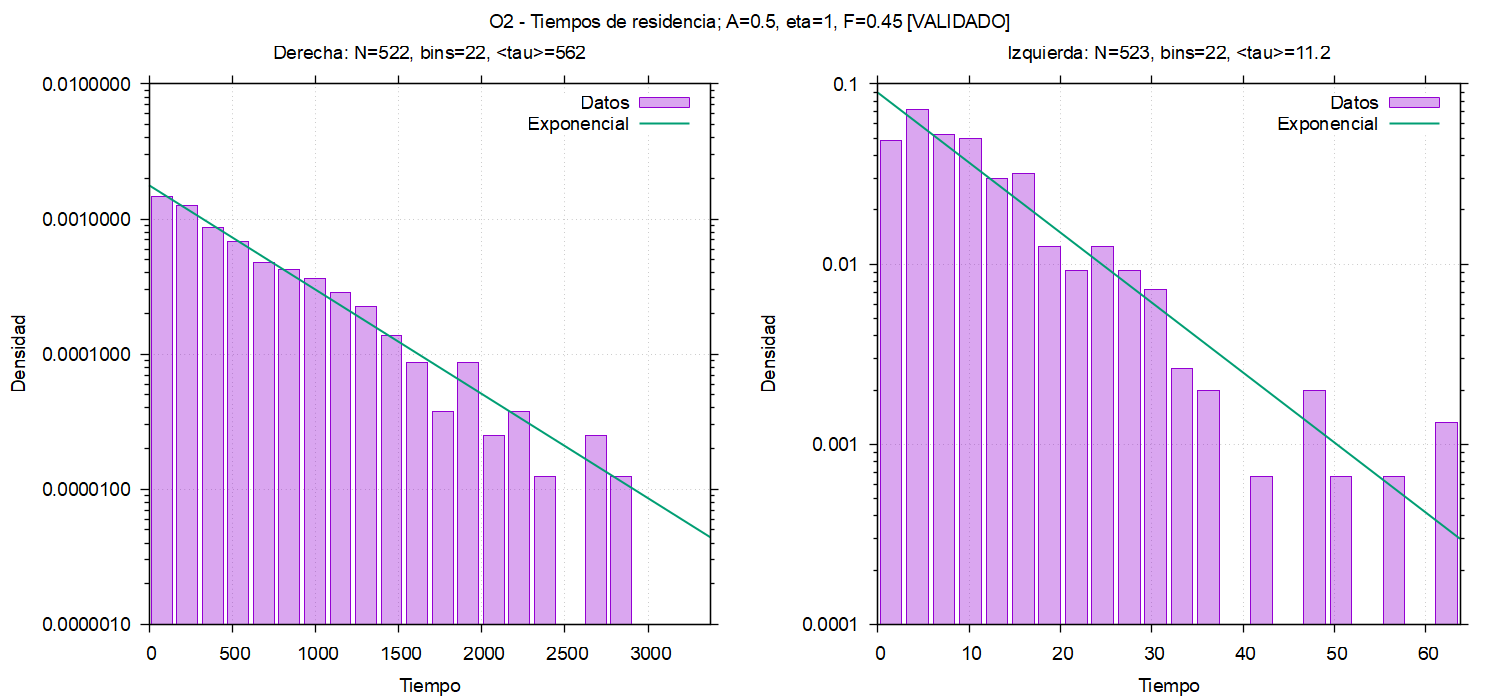 O2 - Tiempos de residencia; A=0.5, eta=1, F=0.45 [VALIDADO]
Derecha: N=522, bins=22, <tau>=562
0.0100000
0.0010000
0.0001000
0.0000100
0.0000010
Densidad
Datos
Exponencial
0 500 1000 1500 2000 2500 3000
Tiempo
Izquierda: N=523, bins=22, <tau>=11.2
0.1
0.01
0.001
0.0001
Densidad
Datos
Exponencial
0 10 20 30 40 50 60
Tiempo